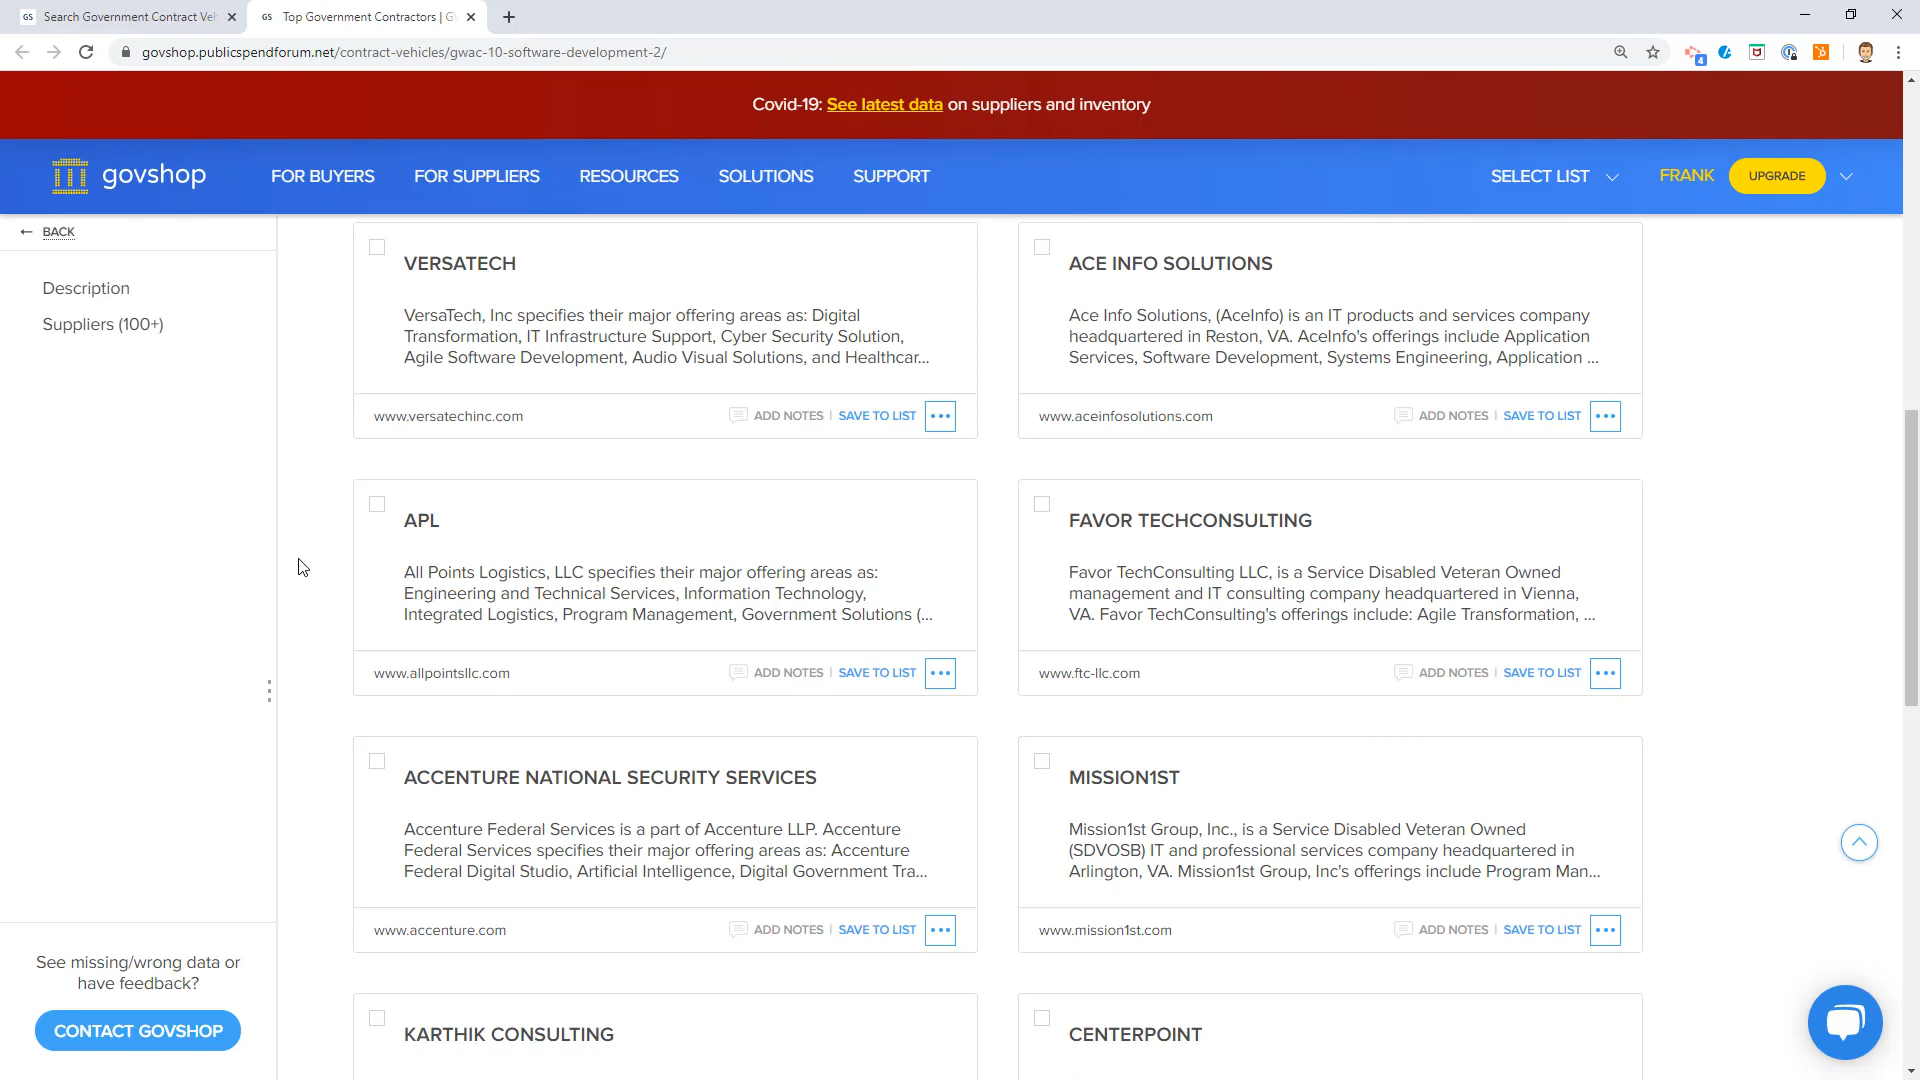 GS Search Government Contract Veh
GS Top Government Contractors | G
govshop.publicspendforum.net/contract-vehicles/gwac-10-software-development-2/
4
Covid-19: See latest data on suppliers and inventory
govshop
FOR BUYERS
FOR SUPPLIERS
RESOURCES
SOLUTIONS
SUPPORT
SELECT LIST
FRANK
UPGRADE
BACK
Description
Suppliers (100+)
VERSATECH
VersaTech, Inc specifies their major offering areas as: Digital
Transformation, IT Infrastructure Support, Cyber Security Solution,
Agile Software Development, Audio Visual Solutions, and Healthcar...
www.versatechinc.com
ADD NOTES | SAVE TO LIST
ACE INFO SOLUTIONS
Ace Info Solutions, (AceInfo) is an IT products and services company
headquartered in Reston, VA. AceInfo's offerings include Application
Services, Software Development, Systems Engineering, Application ...
www.aceinfosolutions.com
ADD NOTES | SAVE TO LIST
APL
All Points Logistics, LLC specifies their major offering areas as:
Engineering and Technical Services, Information Technology,
Integrated Logistics, Program Management, Government Solutions (...
www.allpointsllc.com
ADD NOTES | SAVE TO LIST
FAVOR TECHCONSULTING
Favor TechConsulting LLC, is a Service Disabled Veteran Owned
management and IT consulting company headquartered in Vienna,
VA. Favor TechConsulting's offerings include: Agile Transformation, ...
www.ftc-llc.com
ADD NOTES | SAVE TO LIST
ACCENTURE NATIONAL SECURITY SERVICES
Accenture Federal Services is a part of Accenture LLP. Accenture
Federal Services specifies their major offering areas as: Accenture
Federal Digital Studio, Artificial Intelligence, Digital Government Tra...
www.accenture.com
ADD NOTES | SAVE TO LIST
MISSION1ST
Mission1st Group, Inc., is a Service Disabled Veteran Owned
(SDVOSB) IT and professional services company headquartered in
Arlington, VA. Mission1st Group, Inc's offerings include Program Man...
www.mission1st.com
ADD NOTES | SAVE TO LIST
KARTHIK CONSULTING
CENTERPOINT
See missing/wrong data or
have feedback?
CONTACT GOVSHOP